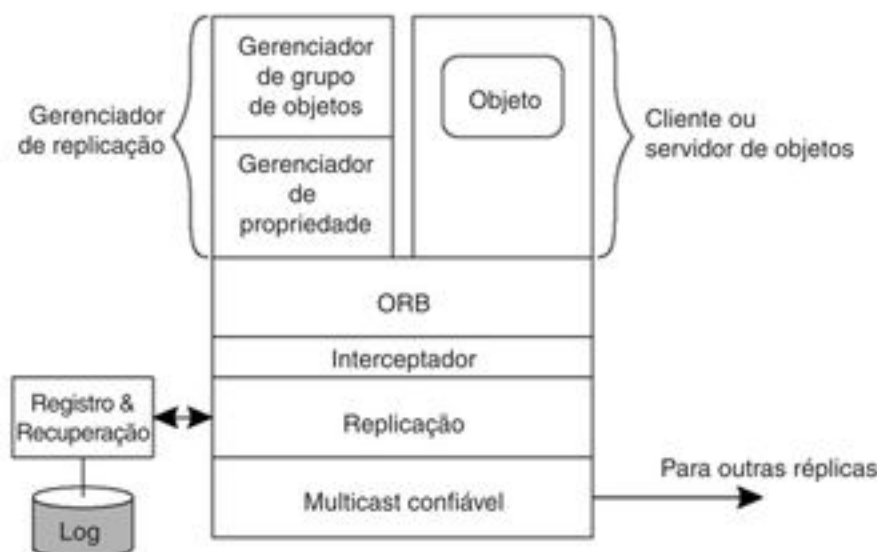 Gerenciador
de grupo
de objetos
Objeto
Gerenciador
de replicação
Cliente ou
servidor de objetos
Gerenciador
de
propriedade
ORB
Interceptador
Registro &
Recuperação
Replicação
Para outras réplicas
Multicast confiável
Log